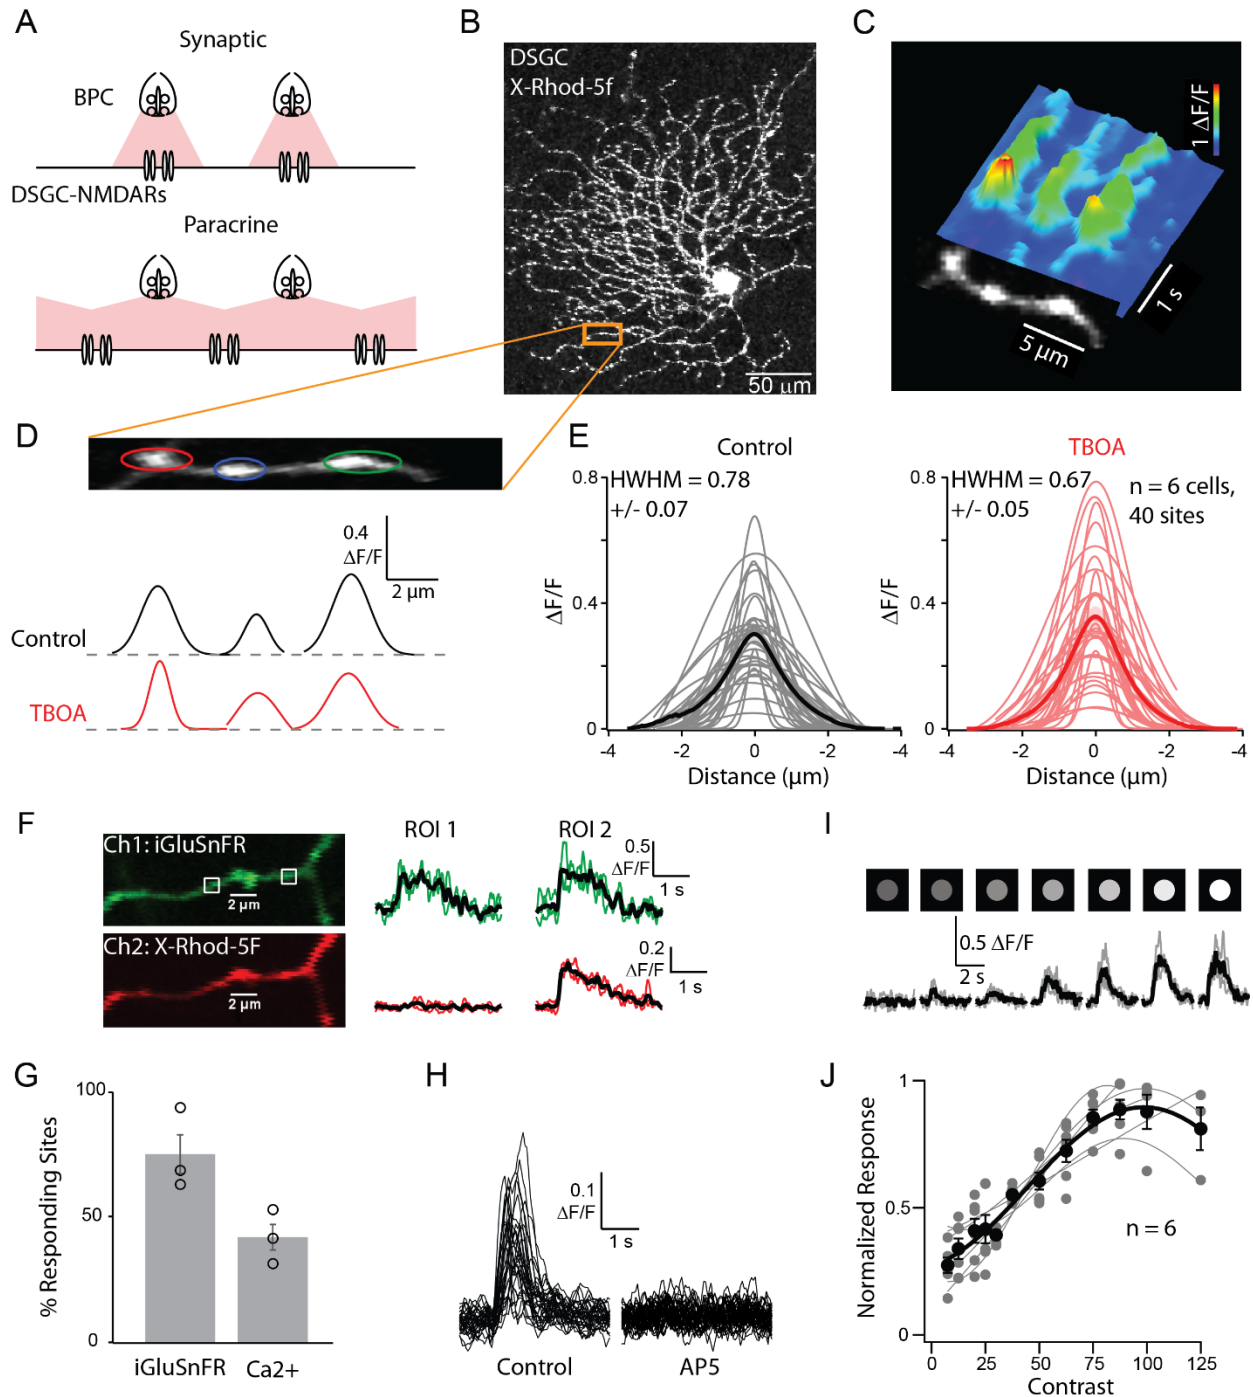 A
Synaptic
BPC
DSGC-NMDARs
Paracrine
B
DSGC
X-Rhod-5f
50 µm
C
1 ΔF/F
1 s
5 µm
D
0.4
ΔF/F
2 µm
Control
TBOA
E
Control
HWHM = 0.78
+/- 0.07
0.8
0.4
0
ΔF/F
-4 -2 0 -2 -4
Distance (µm)
TBOA
HWHM = 0.67
+/- 0.05
n = 6 cells,
40 sites
0.8
0.4
0
ΔF/F
-4 -2 0 -2 -4
Distance (µm)
F
Ch1: iGluSnFR
2 µm
Ch2: X-Rhod-5F
2 µm
ROI 1
ROI 2
0.5
ΔF/F
1 s
0.2
ΔF/F
1 s
G
% Responding Sites
100
50
0
iGluSnFR
Ca2+
H
0.1
ΔF/F
1 s
Control
AP5
I
0.5 ΔF/F
2 s
J
Normalized Response
1
0.5
0
n = 6
0 25 50 75 100 125
Contrast